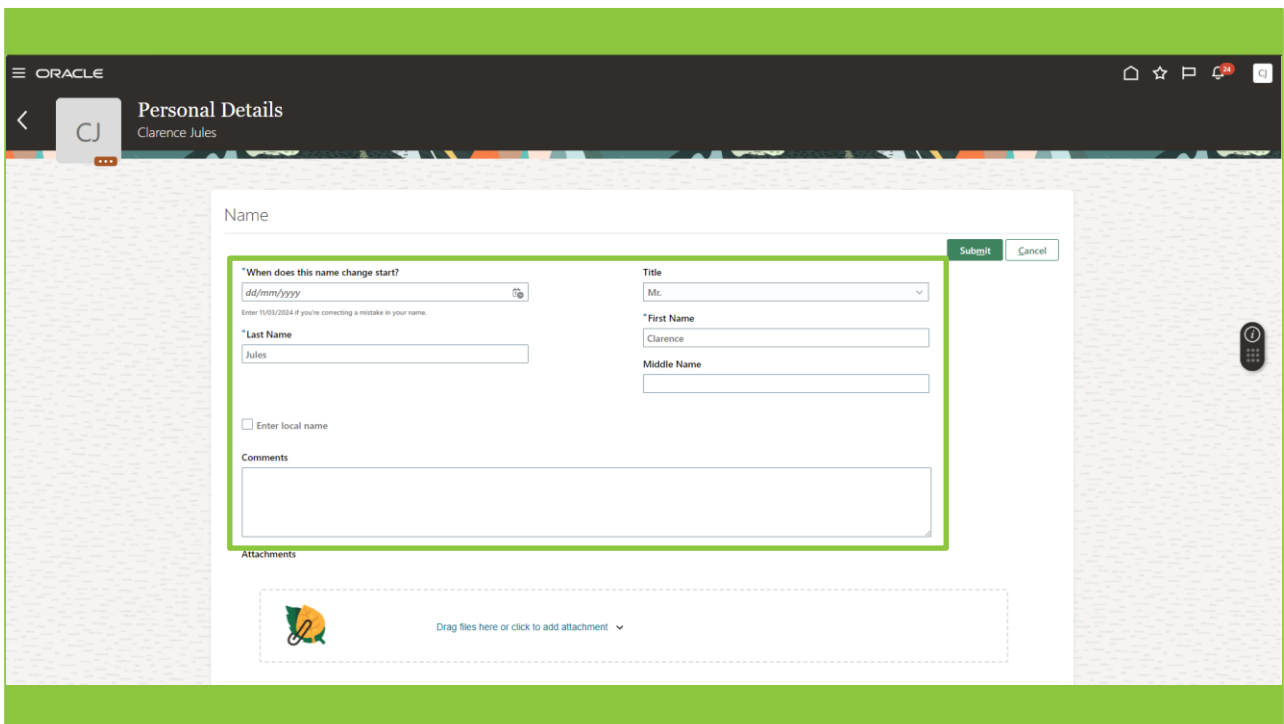 ORACLE
24
CJ
CJ
Personal Details
Clarence Jules
Name
Submit
Cancel
*When does this name change start?
dd/mm/yyyy
Enter 11/03/2024 if you're correcting a mistake in your name.
*Last Name
Jules
Title
Mr.
*First Name
Clarence
Middle Name
Enter local name
Comments
Attachments
Drag files here or click to add attachment